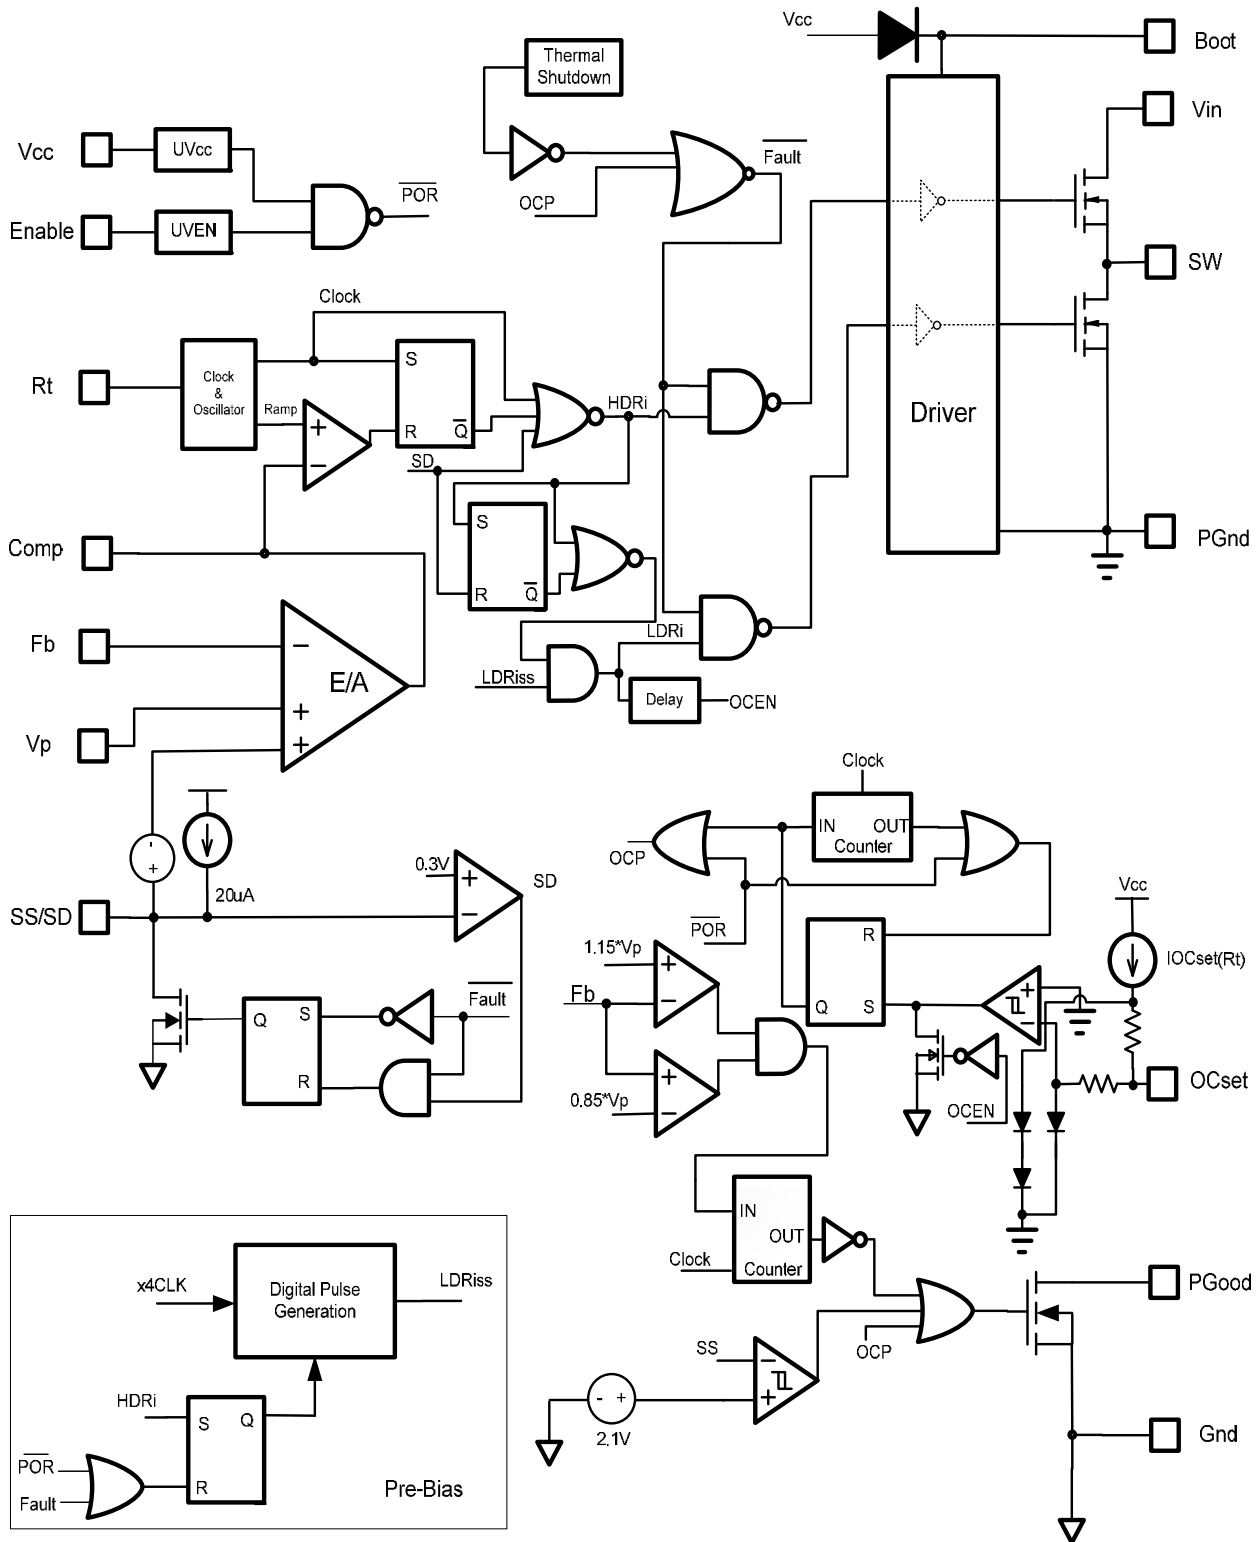 Vcc
Boot
Thermal
Shutdown
Vin
Vcc
UVcc
POR
Fault
OCP
Enable
UVEN
SW
Clock
Rt
Clock
&
Oscillator
Ramp
S
R
Q
HDRi
+
−
SD
Driver
S
R
Q
Comp
PGnd
Fb
−
E/A
LDRi
LDRiss
Delay
OCEN
+
Vp
+
Clock
IN
OUT
Counter
OCP
-
+
20uA
0.3V
+
−
SD
SS/SD
POR
Vcc
IOCset(Rt)
R
Q
S
1.15*Vp
+
−
Fb
+
−
Fault
S
Q
R
0.85*Vp
+
−
OCEN
OCset
IN
OUT
Counter
Clock
PGood
x4CLK
Digital Pulse
Generation
LDRiss
SS
−
+
OCP
HDRi
S
Q
R
- +
2.1V
Gnd
POR
Fault
Pre-Bias